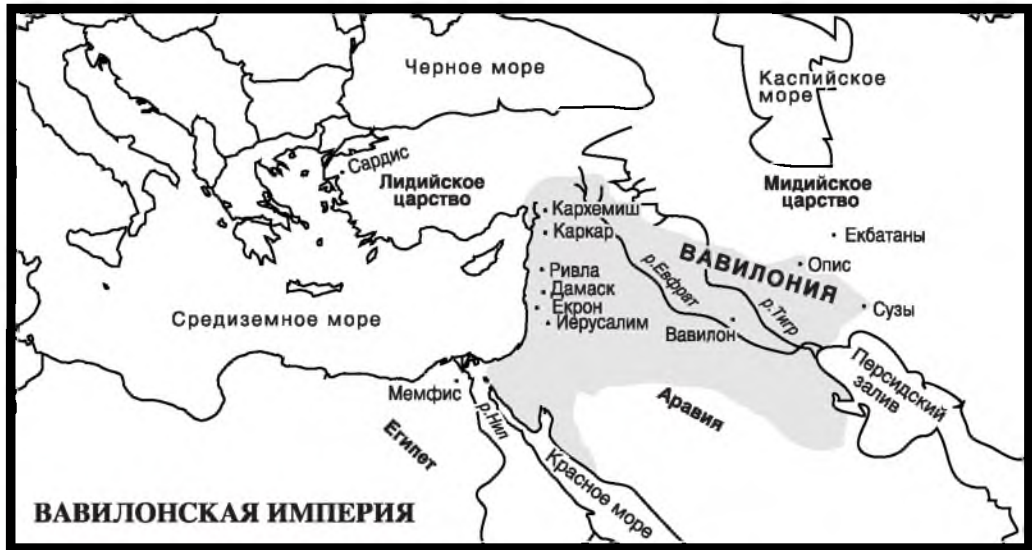 Черное море
Каспийское
море
Сардис
Лидийское
царство
Мидийское
царство
Кархемиш
Каркар
Екбатаны
ВАВИЛОНИЯ
Опис
р.Евфрат
Ривла
Дамаск
Екрон
Иерусалим
р.Тигр
Сузы
Средиземное море
Вавилон
Персидский
залив
Мемфис
р.Нил
Аравия
Египет
Красное море
ВАВИЛОНСКАЯ ИМПЕРИЯ